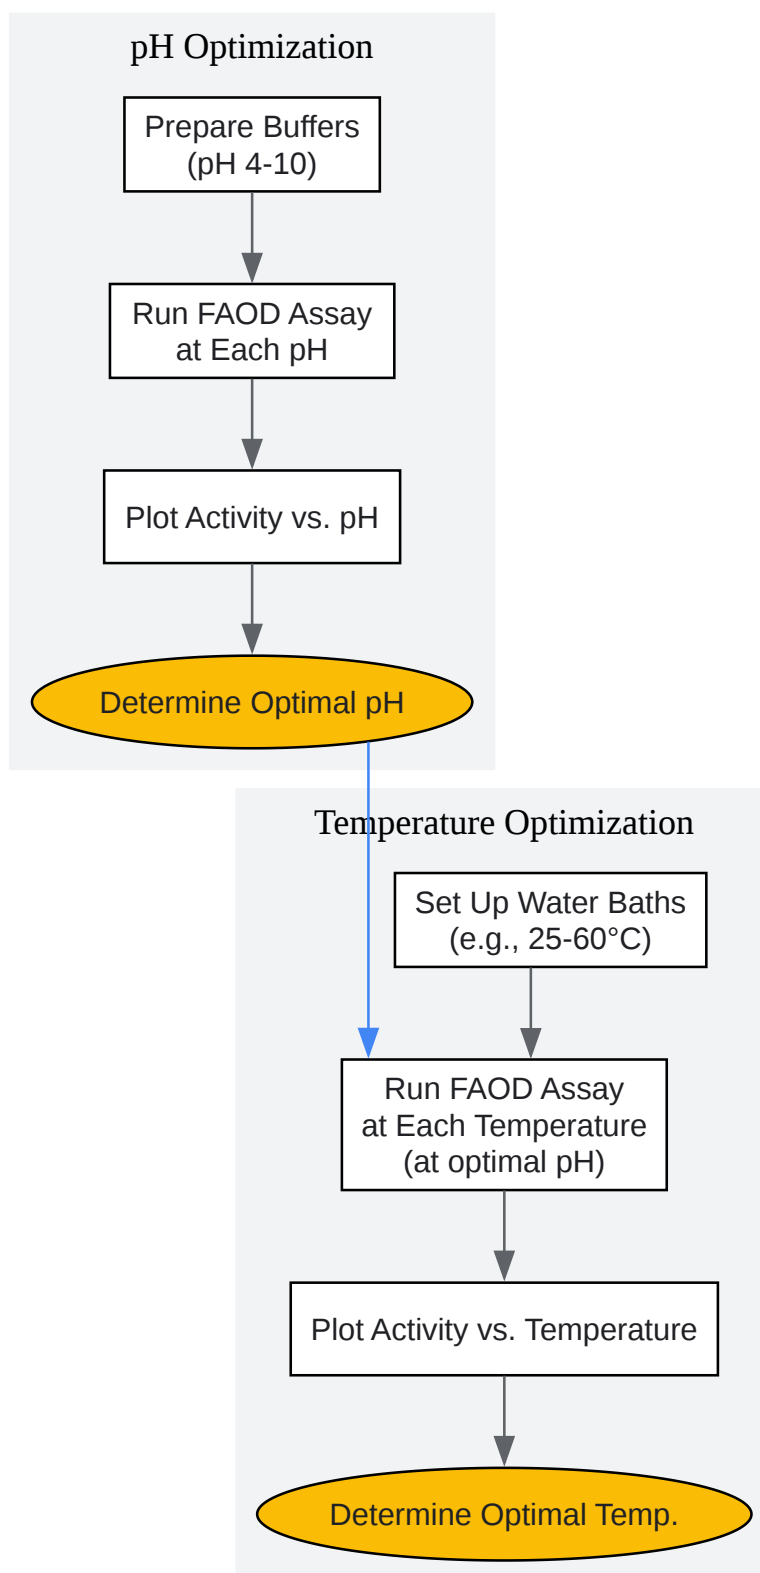 pH Optimization
Prepare Buffers
(pH 4-10)
Run FAOD Assay
at Each pH
Plot Activity vs. pH
Determine Optimal pH
Temperature Optimization
Set Up Water Baths
(e.g., 25-60°C)
Run FAOD Assay
at Each Temperature
(at optimal pH)
Plot Activity vs. Temperature
Determine Optimal Temp.